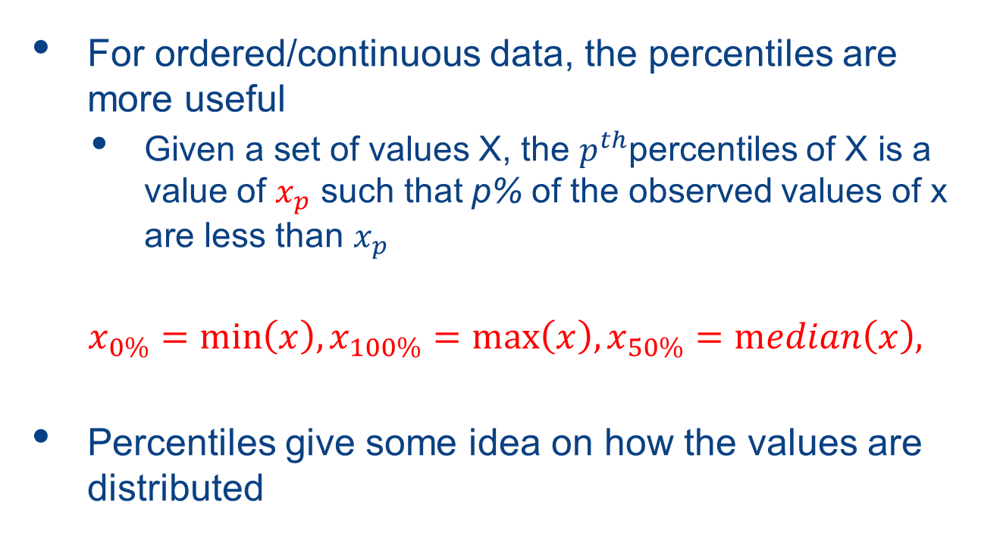 • For ordered/continuous data, the percentiles are
more useful
• Given a set of values X, the $p^{th}$percentiles of X is a
value of $x_p$ such that p% of the observed values of x
are less than $x_p$
$x_{0\%} = \min(x), x_{100\%} = \max(x), x_{50\%} = \mathrm{m}edian(x),$
• Percentiles give some idea on how the values are
distributed